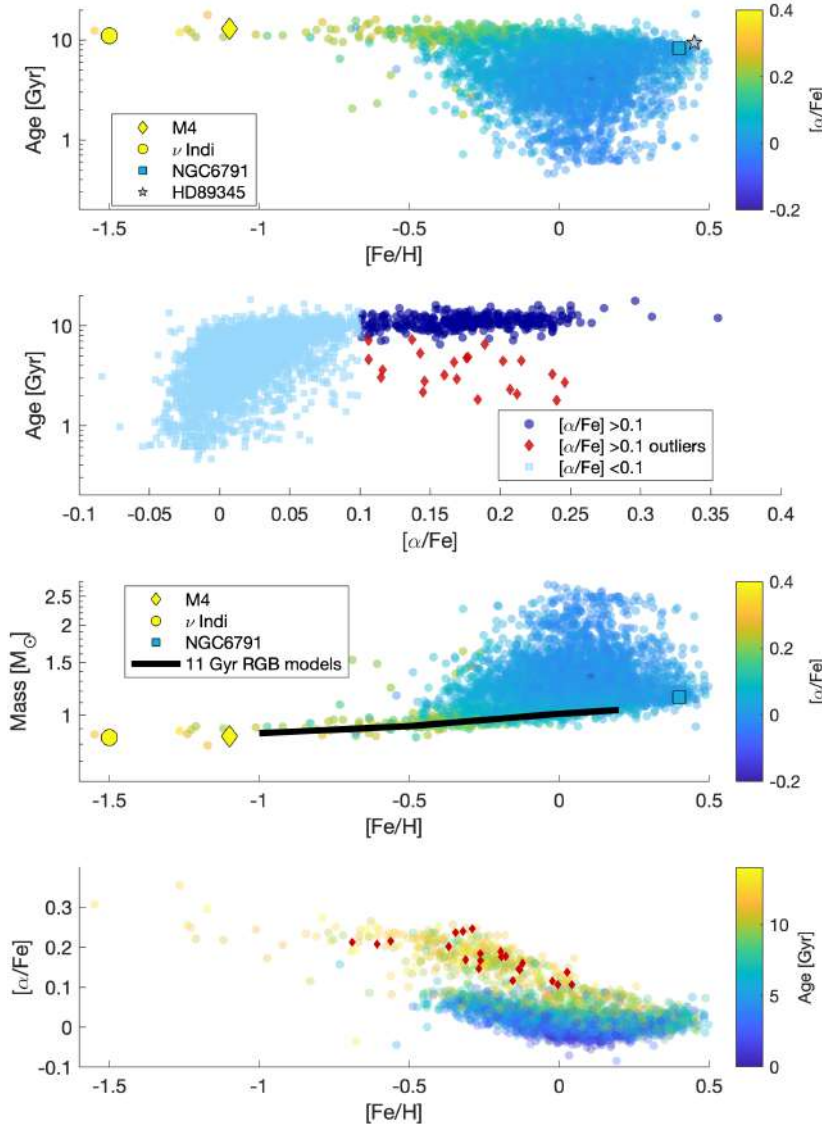 10
1
Age [Gyr]
M4
ν Indi
NGC6791
HD89345
-1.5
-1
-0.5
0
0.5
[Fe/H]
0.4
0.2
0
-0.2
[α/Fe]
10
1
Age [Gyr]
[α/Fe] >0.1
[α/Fe] >0.1 outliers
[α/Fe] <0.1
-0.1
-0.05
0
0.05
0.1
0.15
0.2
0.25
0.3
0.35
0.4
[α/Fe]
2.5
2
1.5
1
Mass [M⊙]
M4
ν Indi
NGC6791
11 Gyr RGB models
-1.5
-1
-0.5
0
0.5
[Fe/H]
0.4
0.2
0
-0.2
[α/Fe]
0.3
0.2
0.1
0
-0.1
[α/Fe]
-1.5
-1
-0.5
0
0.5
[Fe/H]
10
5
0
Age [Gyr]